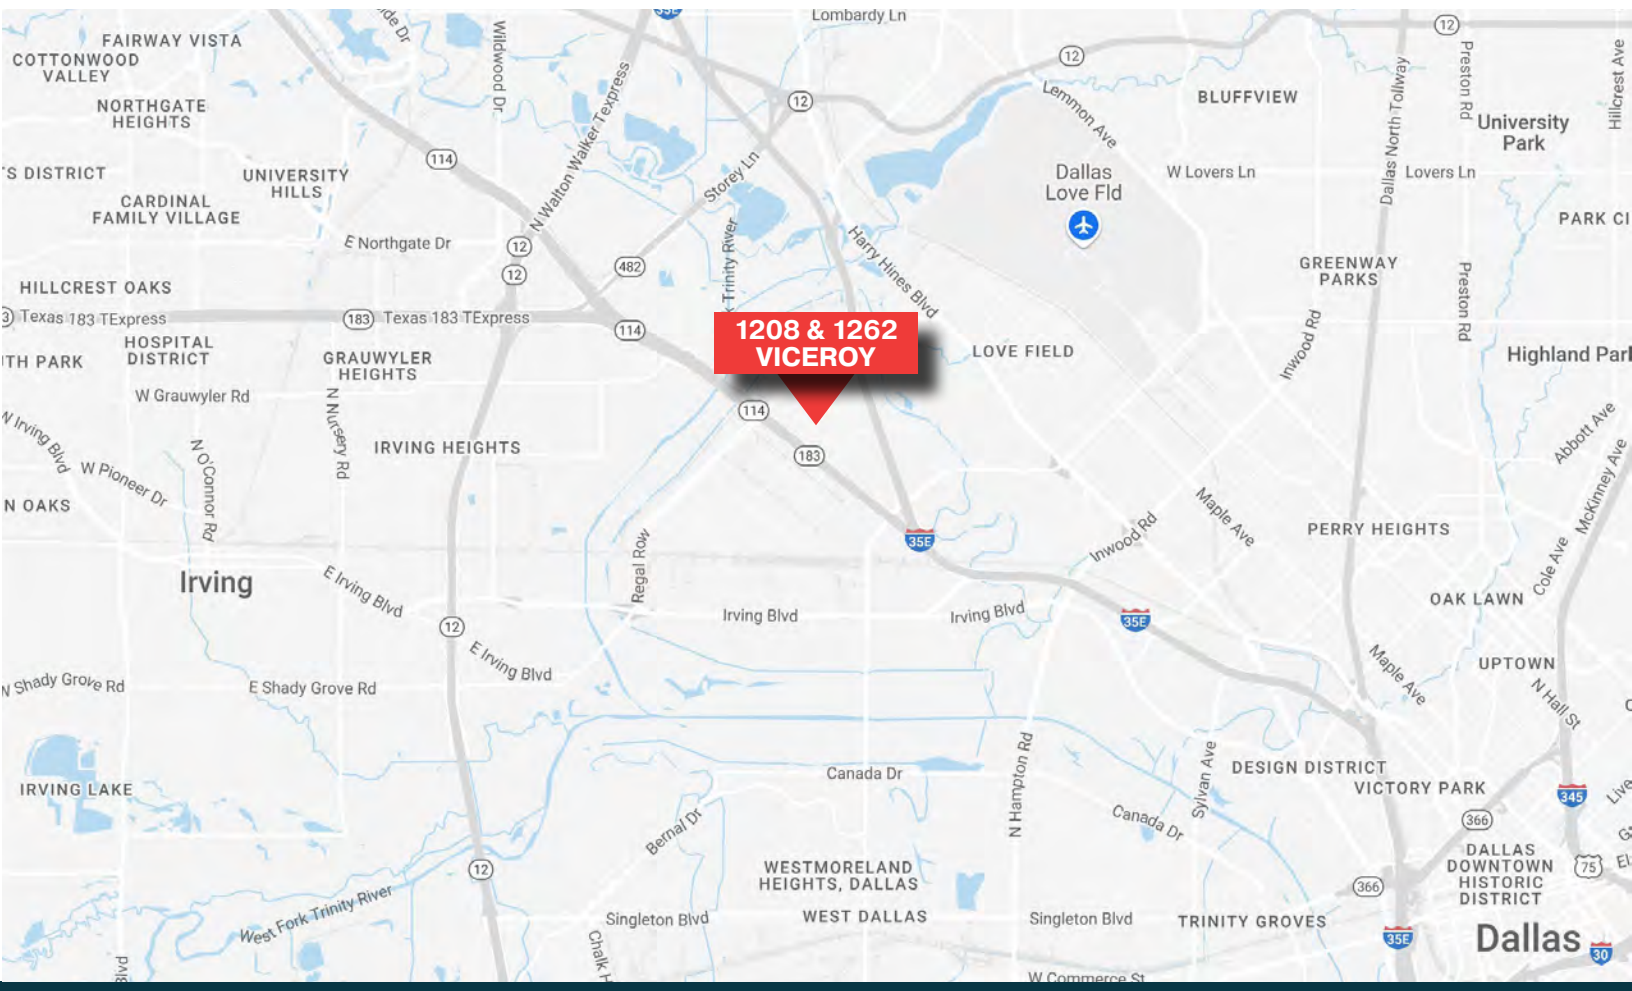 Lombardy Ln
35E
12
Preston Rd
Hillcrest Ave
FAIRWAY VISTA
COTTONWOOD
VALLEY
Wildwood Dr
12
NORTHGATE
HEIGHTS
N Walton Walker Texpress
12
Lemmon Ave
BLUFFVIEW
Dallas North Tollway
University
Park
114
Storey Ln
'S DISTRICT
UNIVERSITY
HILLS
Dallas
Love Fld
W Lovers Ln
Lovers Ln
CARDINAL
FAMILY VILLAGE
PARK CI
E Northgate Dr
12
12
482
Trinity River
Harry Hines Blvd
GREENWAY
PARKS
Preston Rd
HILLCREST OAKS
3
Texas 183 TExpress
183
Texas 183 TExpress
114
1208 & 1262
VICEROY
LOVE FIELD
Inwood Rd
Highland Parl
HOSPITAL
DISTRICT
TH PARK
GRAUWYLER
HEIGHTS
W Grauwyler Rd
N Nursery Rd
114
183
W Irving Blvd
N O'Connor Rd
IRVING HEIGHTS
Abbott Ave
McKinney Ave
W Pioneer Dr
N OAKS
Maple Ave
PERRY HEIGHTS
35E
Inwood Rd
Regal Row
Cole Ave
Irving
E Irving Blvd
OAK LAWN
12
Irving Blvd
Irving Blvd
35E
E Irving Blvd
Maple Ave
UPTOWN
W Shady Grove Rd
E Shady Grove Rd
N Hall St
N Hampton Rd
Sylvan Ave
Canada Dr
DESIGN DISTRICT
VICTORY PARK
IRVING LAKE
345
Live
Bernal Dr
Canada Dr
366
12
WESTMORELAND
HEIGHTS, DALLAS
DALLAS
DOWNTOWN
HISTORIC
DISTRICT
75
El
366
West Fork Trinity River
Singleton Blvd
WEST DALLAS
Singleton Blvd
TRINITY GROVES
35E
Dallas
30
Chalk H
W Commerce St